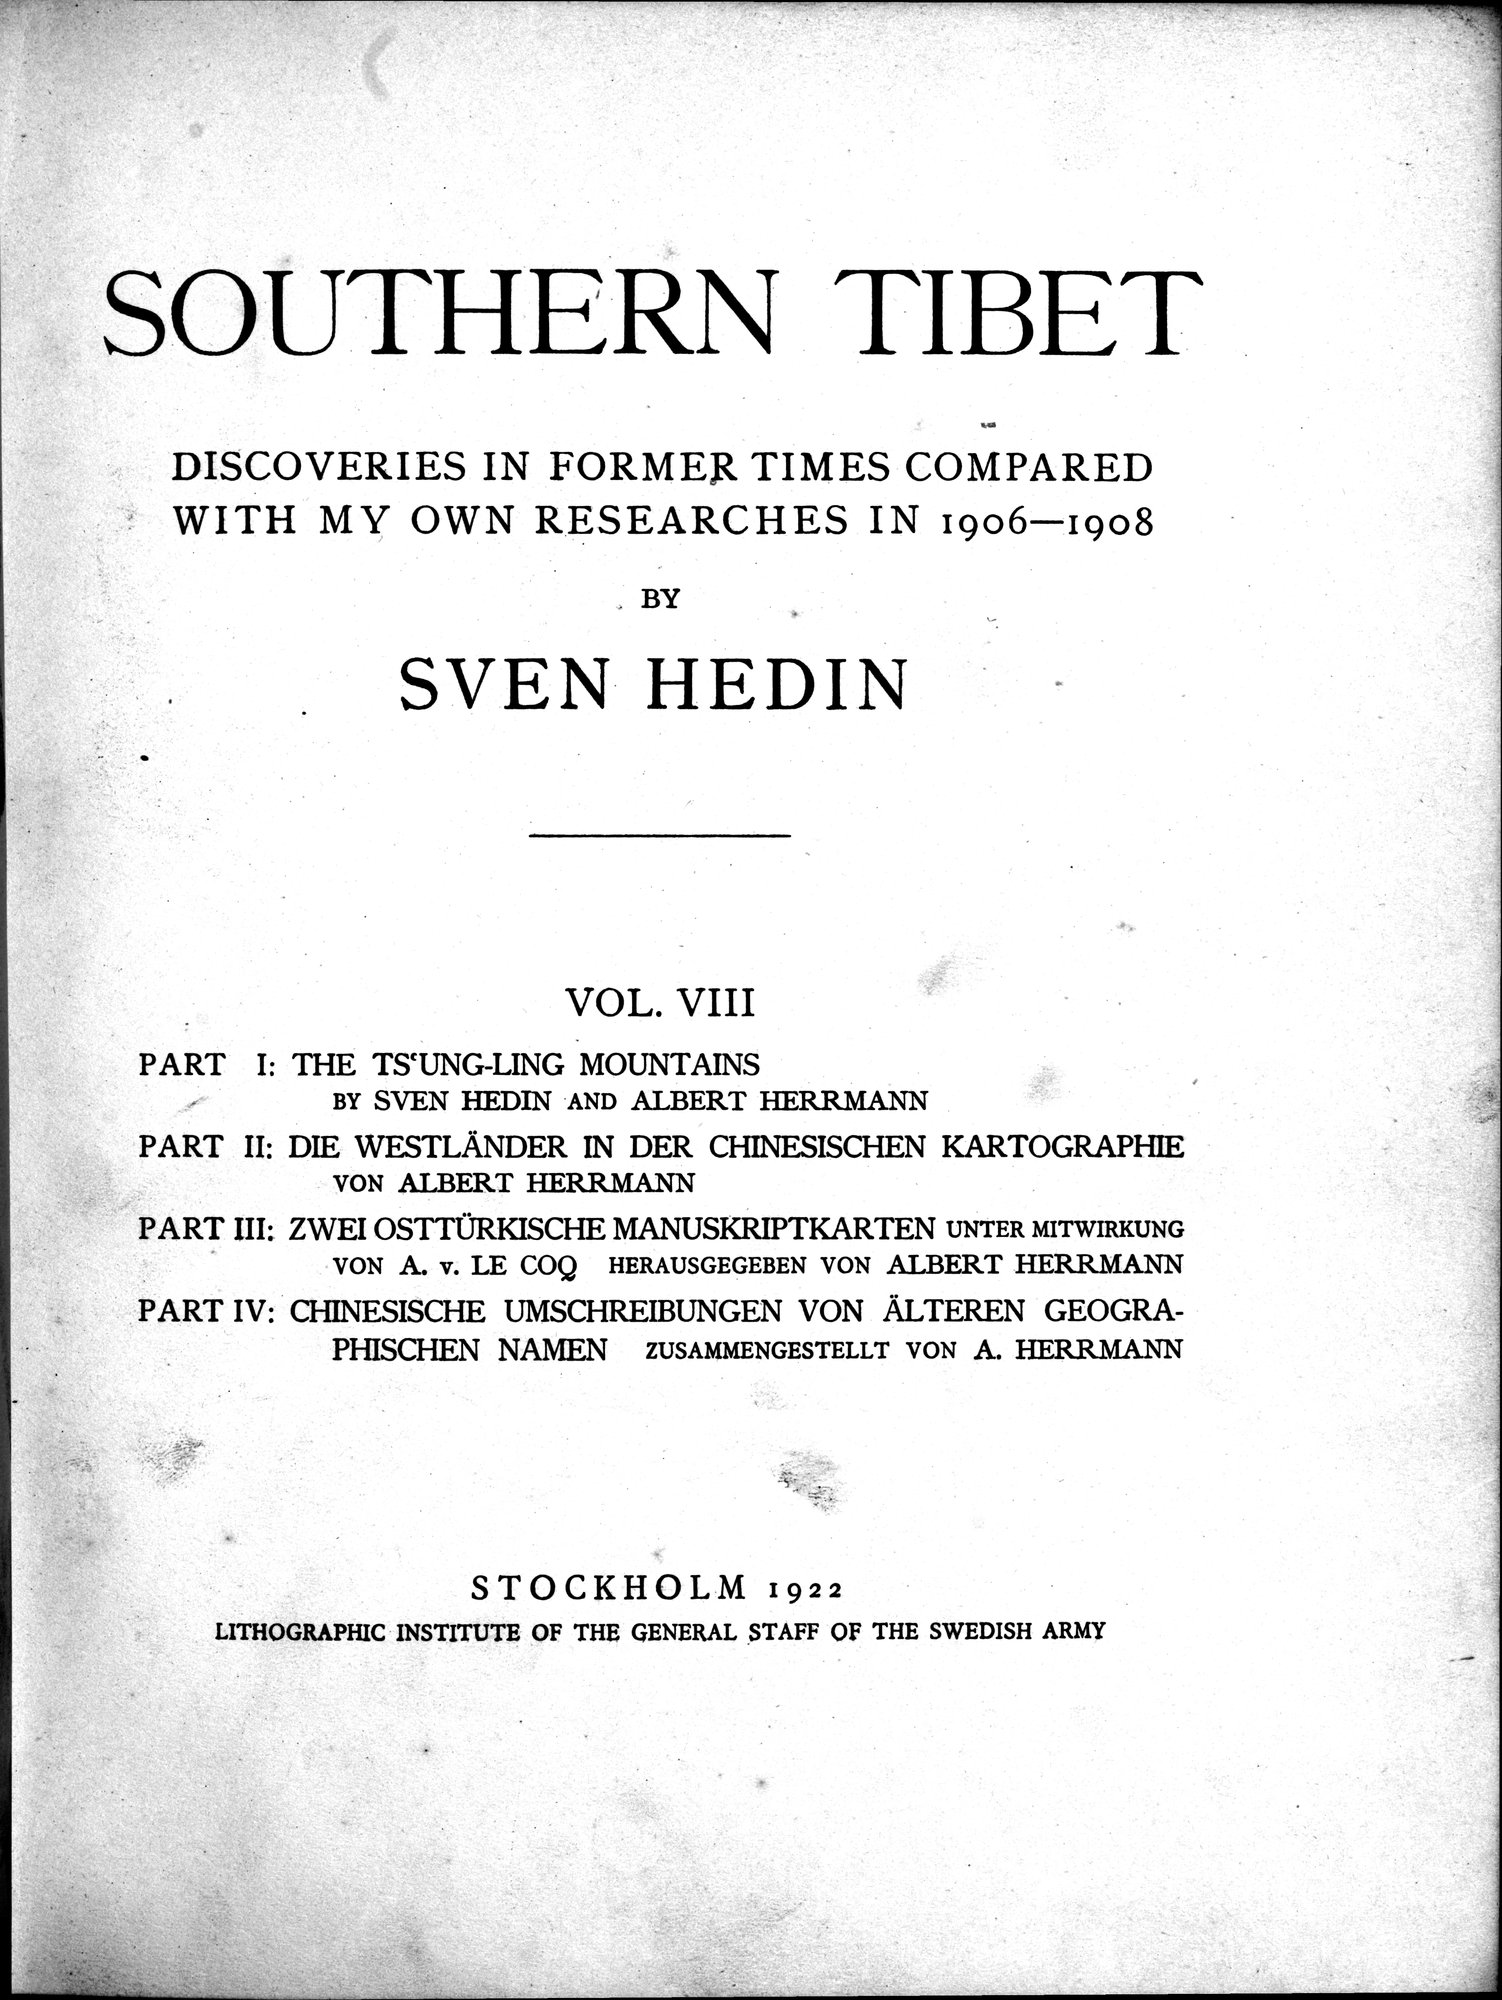 SOUTHERN TIBET
DISCOVERIES IN FORMER TIMES COMPARED
WITH MY OWN RESEARCHES IN 1906—1908
BY
SVEN HEDIN
VOL. VIII
PART I: THE TSʿUNG-LING MOUNTAINS
BY SVEN HEDIN AND ALBERT HERRMANN
PART II: DIE WESTLÄNDER IN DER CHINESISCHEN KARTOGRAPHIE
VON ALBERT HERRMANN
PART III: ZWEI OSTTÜRKISCHE MANUSKRIPTKARTEN UNTER MITWIRKUNG
VON A. v. LE COQ HERAUSGEGEBEN VON ALBERT HERRMANN
PART IV: CHINESISCHE UMSCHREIBUNGEN VON ÄLTEREN GEOGRA-
PHISCHEN NAMEN ZUSAMMENGESTELLT VON A. HERRMANN
STOCKHOLM 1922
LITHOGRAPHIC INSTITUTE OF THE GENERAL STAFF OF THE SWEDISH ARMY